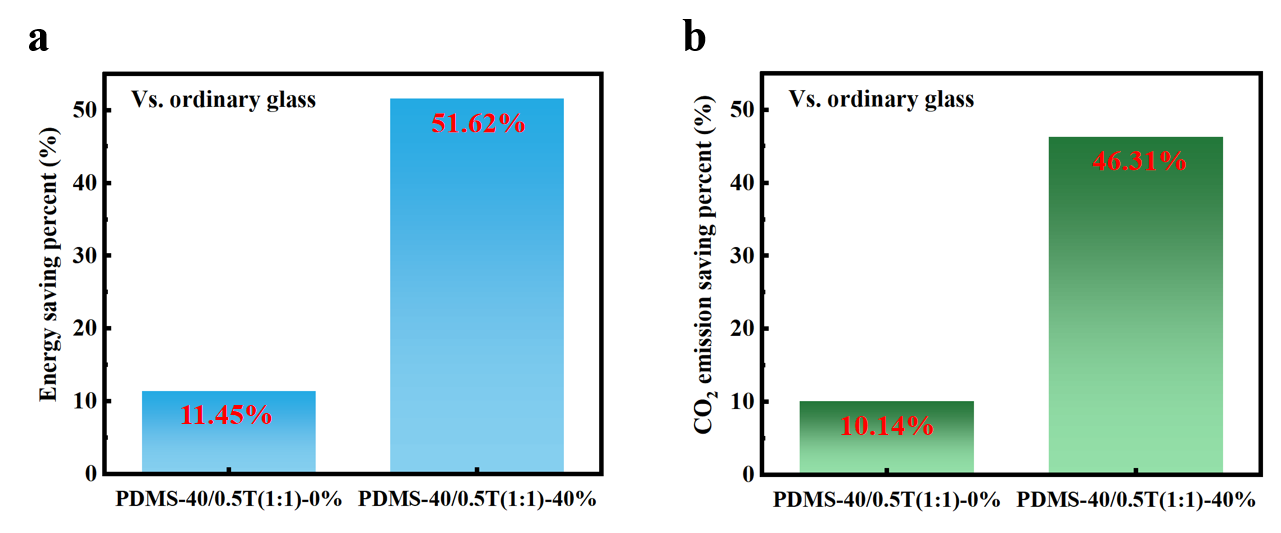 a
Vs. ordinary glass
Energy saving percent (%)
50
40
30
20
10
0
51.62%
11.45%
PDMS-40/0.5T(1:1)-0%
PDMS-40/0.5T(1:1)-40%
b
Vs. ordinary glass
CO₂ emission saving percent (%)
50
40
30
20
10
0
46.31%
10.14%
PDMS-40/0.5T(1:1)-0%
PDMS-40/0.5T(1:1)-40%